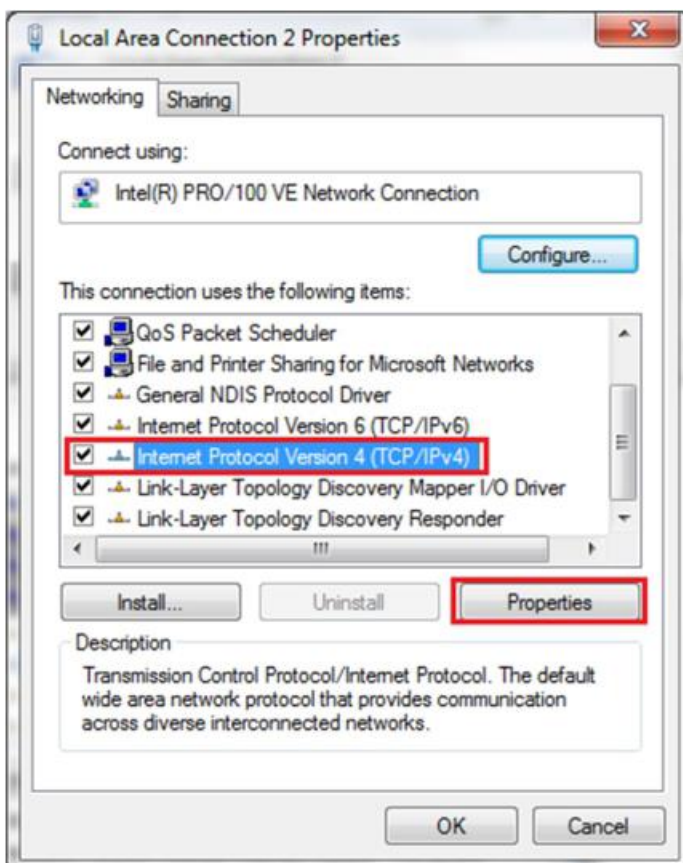 Local Area Connection 2 Properties
Networking
Sharing
Connect using:
Intel(R) PRO/100 VE Network Connection
Configure...
This connection uses the following items:
QoS Packet Scheduler
File and Printer Sharing for Microsoft Networks
General NDIS Protocol Driver
Internet Protocol Version 6 (TCP/IPv6)
Internet Protocol Version 4 (TCP/IPv4)
Link-Layer Topology Discovery Mapper I/O Driver
Link-Layer Topology Discovery Responder
Install...
Uninstall
Properties
Description
Transmission Control Protocol/Internet Protocol. The default
wide area network protocol that provides communication
across diverse interconnected networks.
OK
Cancel